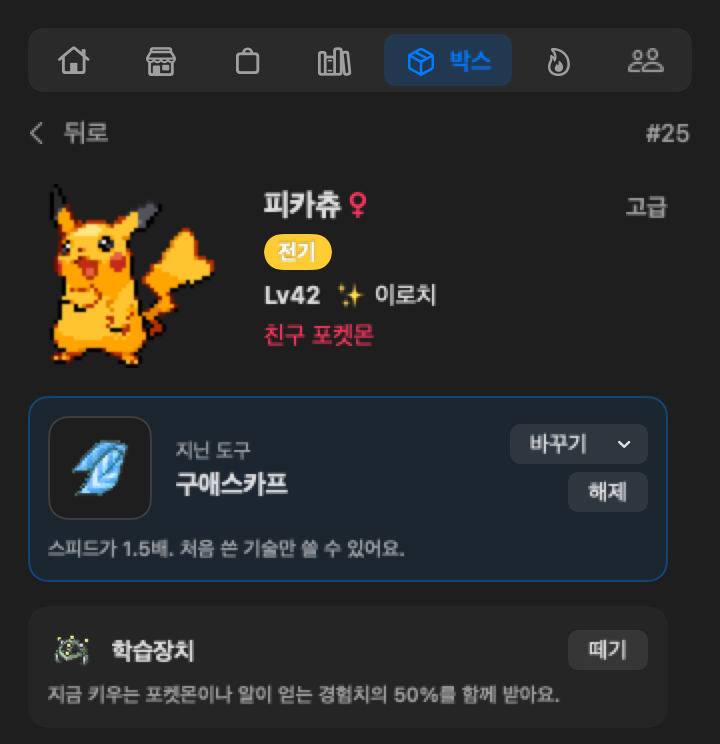 박스
뒤로
#25
피카츄♀
고급
전기
Lv42 ✨ 이로치
친구 포켓몬
지닌 도구
구애스카프
바꾸기
해제
스피드가 1.5배. 처음 쓴 기술만 쓸 수 있어요.
학습장치
떼기
지금 키우는 포켓몬이나 알이 얻는 경험치의 50%를 함께 받아요.